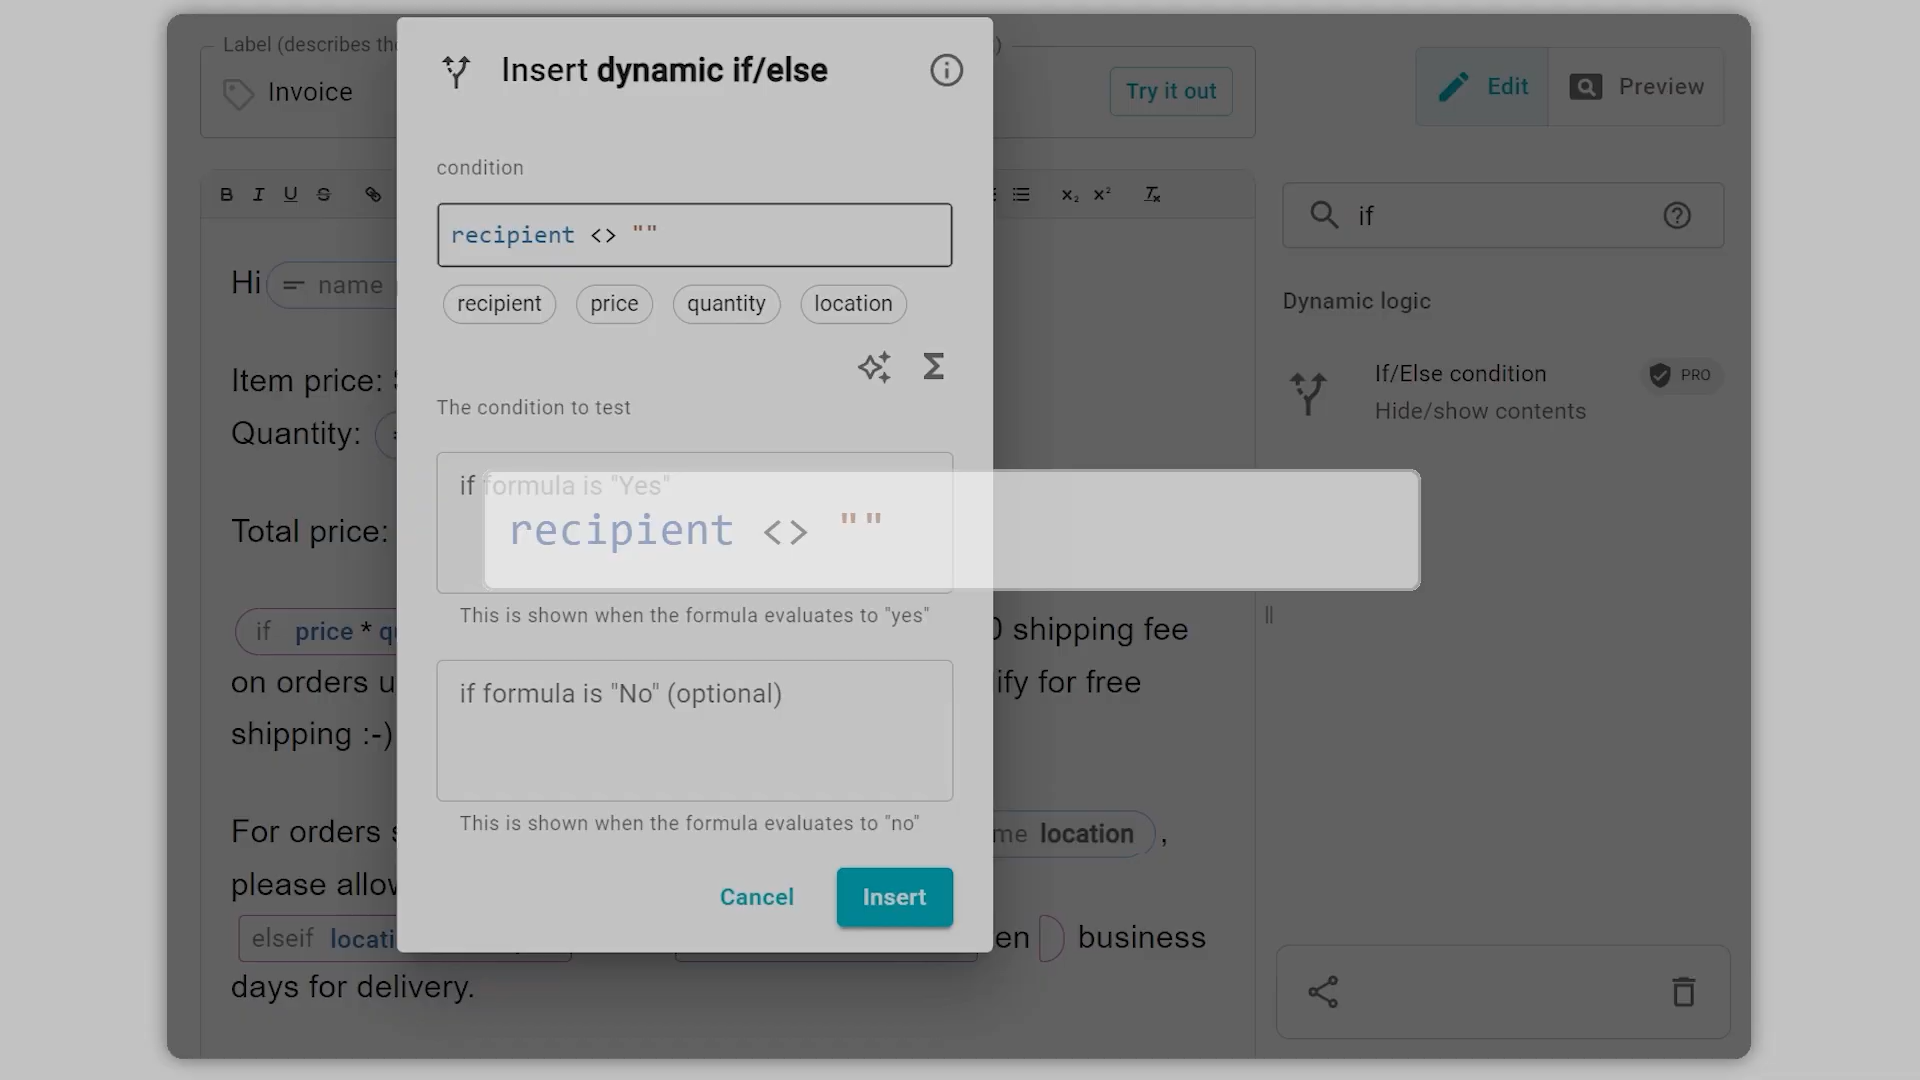 Label (describes th
)
Invoice
Try it out
Edit
Preview
Insert dynamic if/else
condition
recipient <> ""
recipient price quantity location
The condition to test
if formula is "Yes"
recipient <> ""
This is shown when the formula evaluates to "yes"
if formula is "No" (optional)
This is shown when the formula evaluates to "no"
Cancel Insert
B I U S
x₂ x²
Hi name
Item price:
Quantity:
Total price:
if price * q shipping fee
on orders u ify for free
shipping :-)
For orders me location ,
please allow
elseif locati en business
days for delivery.
if
Dynamic logic
If/Else condition
PRO
Hide/show contents